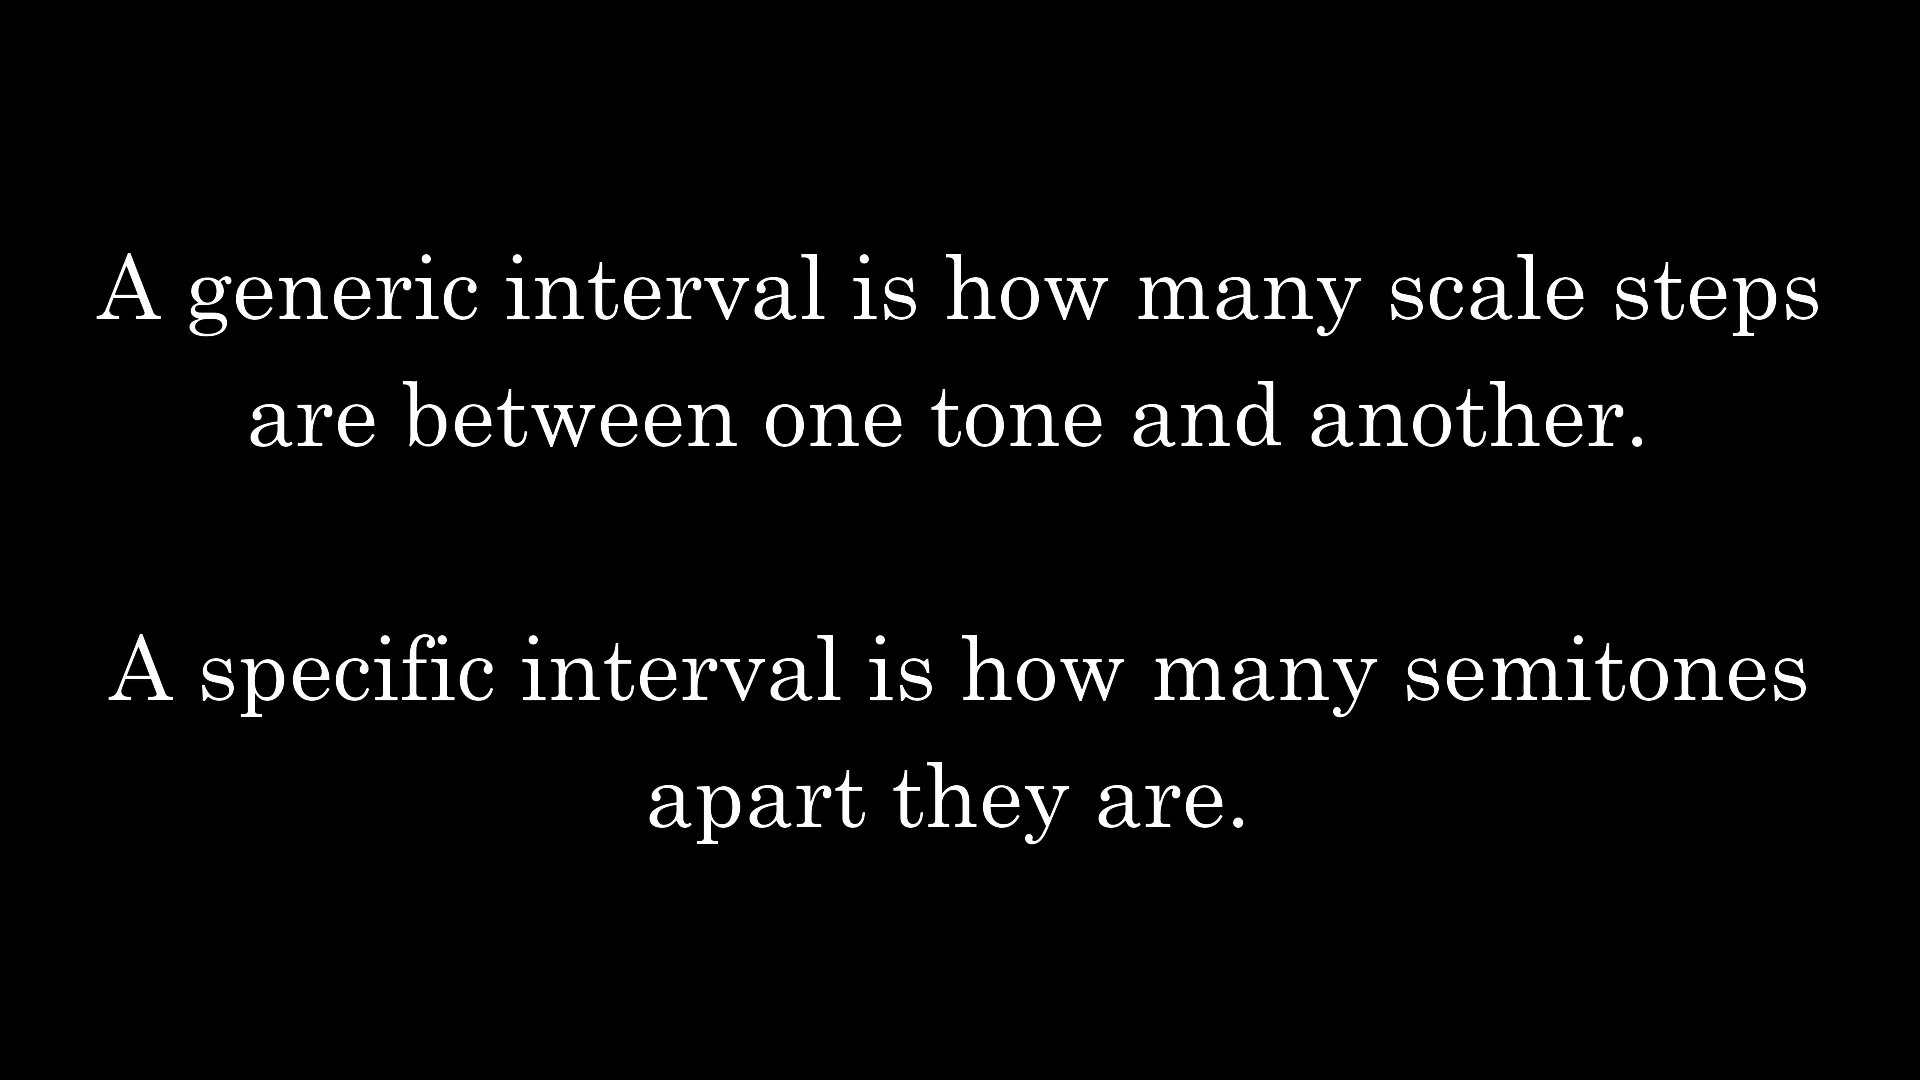 A generic interval is how many scale steps
are between one tone and another.
A specific interval is how many semitones
apart they are.